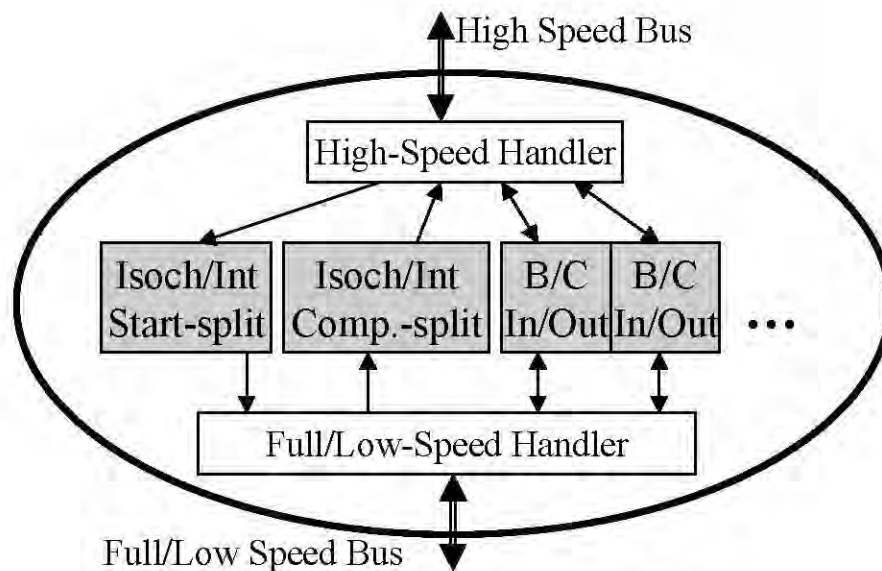 High Speed Bus
High-Speed Handler
Isoch/Int
Start-split
Isoch/Int
Comp.-split
B/C
In/Out
B/C
In/Out
...
Full/Low-Speed Handler
Full/Low Speed Bus